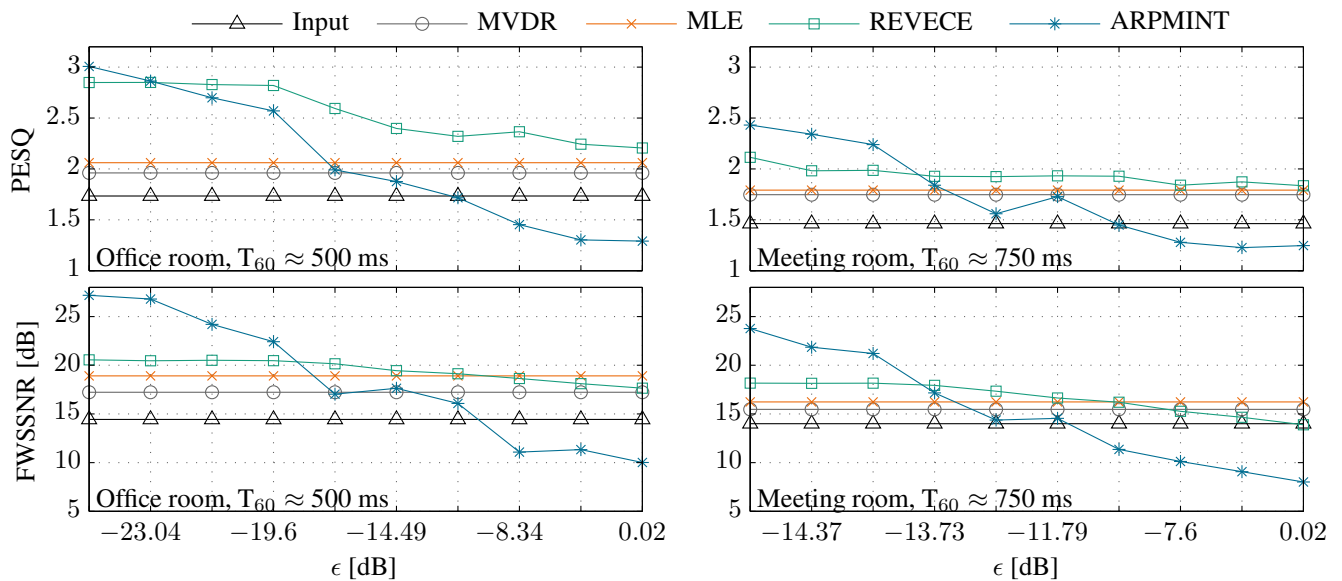 Input MVDR MLE REVECE ARPMINT
3
2.5
2
1.5
1
PESQ
Office room, T60 ≈ 500 ms
3
2.5
2
1.5
1
Meeting room, T60 ≈ 750 ms
25
20
15
10
5
FWSSNR [dB]
Office room, T60 ≈ 500 ms
−23.04 −19.6 −14.49 −8.34 0.02
ϵ [dB]
25
20
15
10
5
Meeting room, T60 ≈ 750 ms
−14.37 −13.73 −11.79 −7.6 0.02
ϵ [dB]